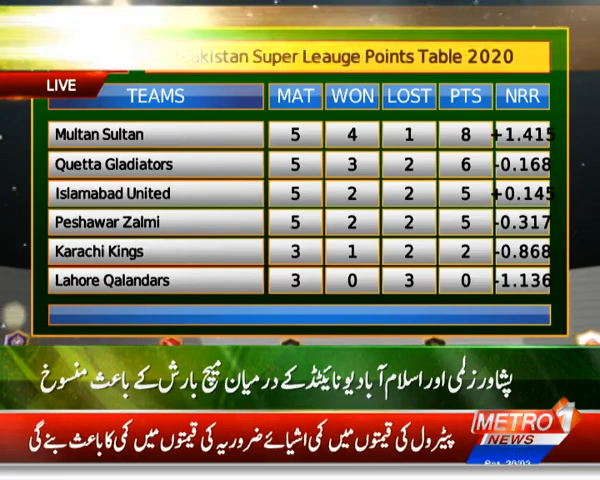 Pakistan Super Leauge Points Table 2020
LIVE
TEAMS MAT WON LOST PTS NRR
Multan Sultan 5 4 1 8 +1.415
Quetta Gladiators 5 3 2 6 -0.168
Islamabad United 5 2 2 5 +0.145
Peshawar Zalmi 5 2 2 5 -0.317
Karachi Kings 3 1 2 2 -0.868
Lahore Qalandars 3 0 3 0 -1.136
پشاور زلمی اور اسلام آباد یونائیٹڈ کے درمیان میچ بارش کے باعث منسوخ
پیٹرول کی قیمتوں میں کمی اشیائے ضروریہ کی قیمتوں میں کمی کا باعث بنے گی
METRO 1
NEWS